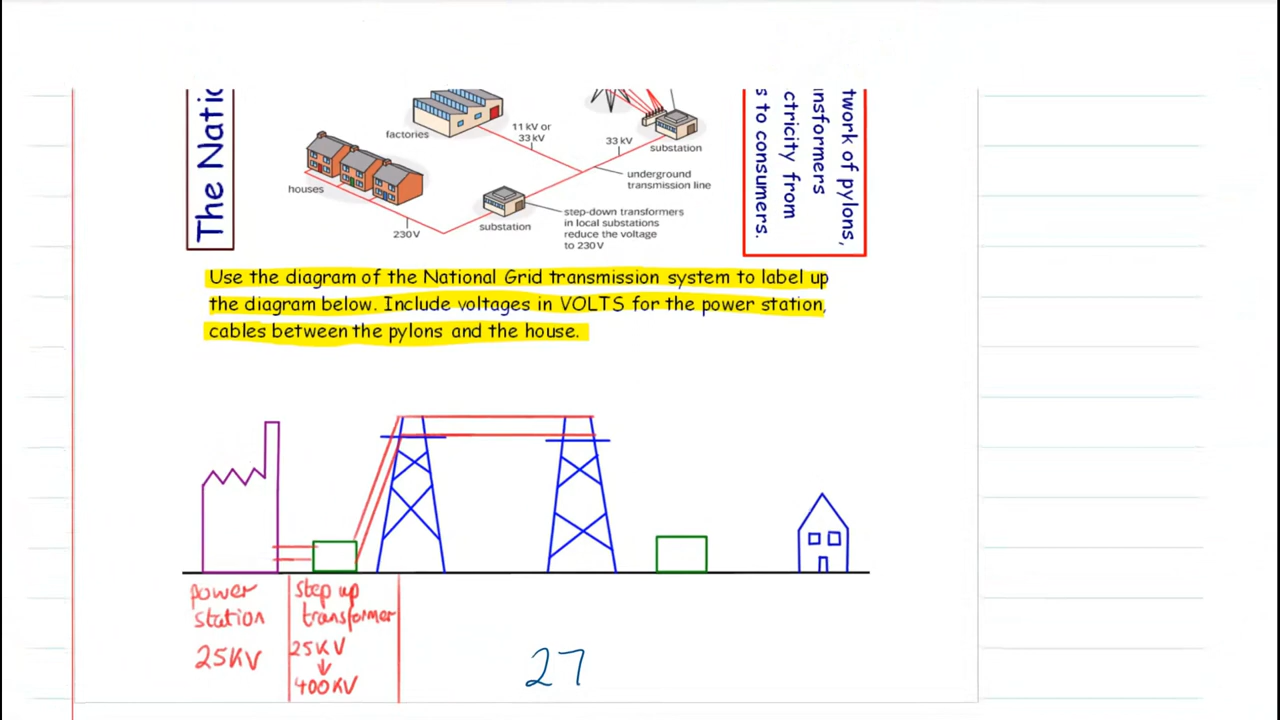 The Natio
factories
11 kV or
33 kV
33 kV
substation
houses
underground
transmission line
substation
step-down transformers
in local substations
reduce the voltage
to 230 V
230 V
twork of pylons,
nsformers
ctricity from
s to consumers.
Use the diagram of the National Grid transmission system to label up
the diagram below. Include voltages in VOLTS for the power station,
cables between the pylons and the house.
power
station
25KV
step up
transformer
25KV
↓
400KV
27